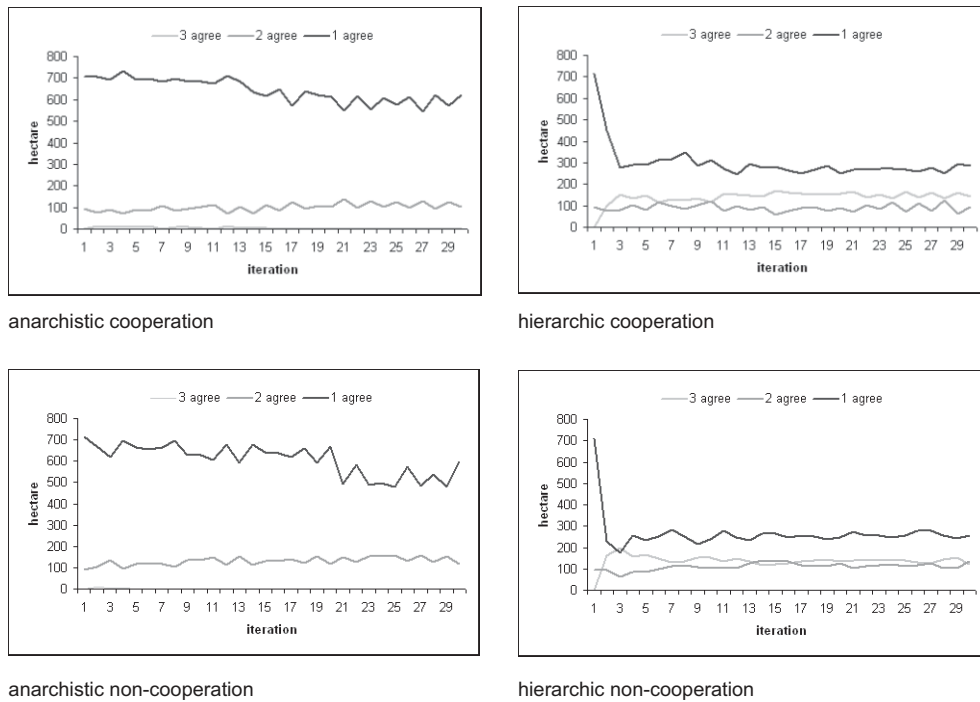 3 agree 2 agree 1 agree
800
700
600
500
400
300
200
100
0
hectare
1 3 5 7 9 11 13 15 17 19 21 23 25 27 29
iteration
anarchistic cooperation
3 agree 2 agree 1 agree
800
700
600
500
400
300
200
100
0
hectare
1 3 5 7 9 11 13 15 17 19 21 23 25 27 29
iteration
hierarchic cooperation
3 agree 2 agree 1 agree
800
700
600
500
400
300
200
100
0
hectare
1 3 5 7 9 11 13 15 17 19 21 23 25 27 29
iteration
anarchistic non-cooperation
3 agree 2 agree 1 agree
800
700
600
500
400
300
200
100
0
hectare
1 3 5 7 9 11 13 15 17 19 21 23 25 27 29
iteration
hierarchic non-cooperation